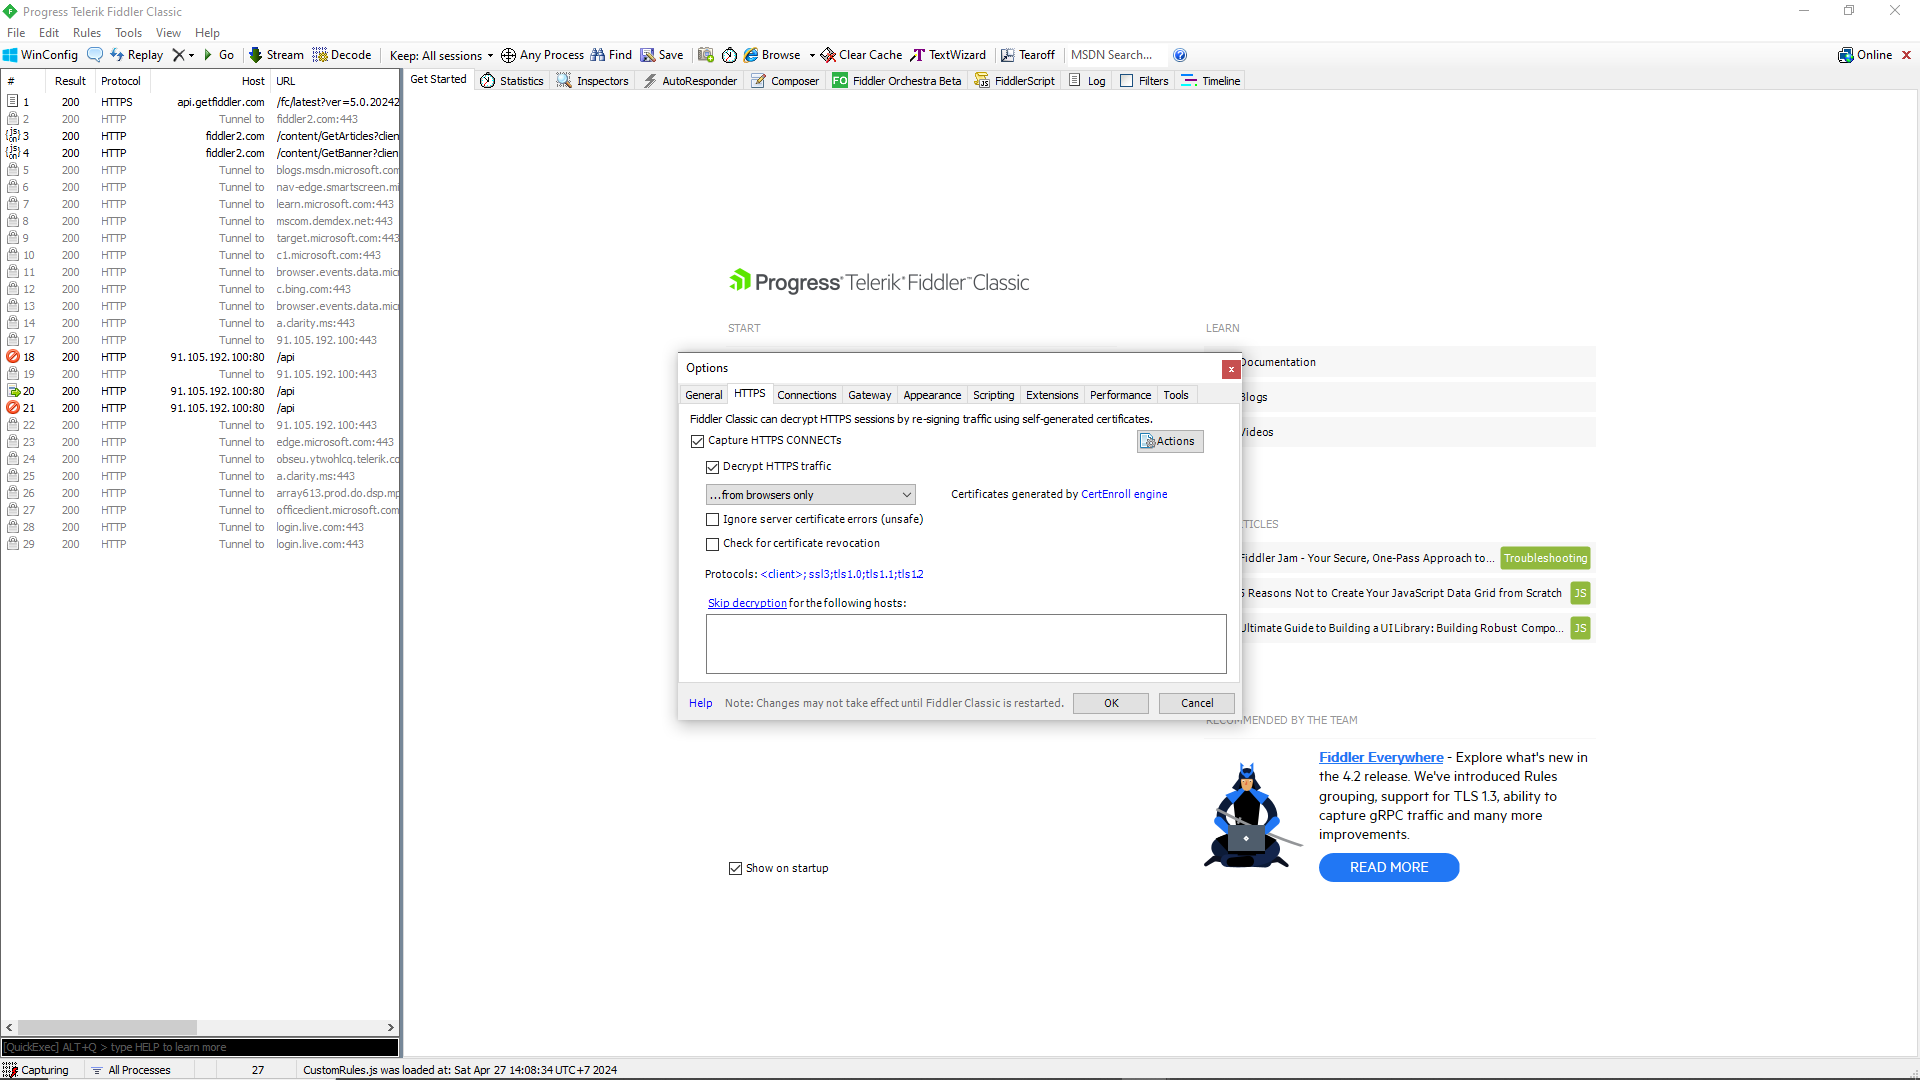 Progress Telerik Fiddler Classic
File Edit Rules Tools View Help
WinConfig Replay Go Stream Decode Keep: All sessions Any Process Find Save Browse Clear Cache TextWizard Tearoff MSDN Search... Online
# Result Protocol Host URL
Get Started Statistics Inspectors AutoResponder Composer FO Fiddler Orchestra Beta FiddlerScript Log Filters Timeline
1 200 HTTPS api.getfiddler.com /fc/latest?ver=5.0.20242
2 200 HTTP Tunnel to fiddler2.com:443
3 200 HTTP fiddler2.com /content/GetArticles?clien
4 200 HTTP fiddler2.com /content/GetBanner?clien
5 200 HTTP Tunnel to blogs.msdn.microsoft.com
6 200 HTTP Tunnel to nav-edge.smartscreen.mi
7 200 HTTP Tunnel to learn.microsoft.com:443
8 200 HTTP Tunnel to mscom.demdex.net:443
9 200 HTTP Tunnel to target.microsoft.com:443
10 200 HTTP Tunnel to c1.microsoft.com:443
11 200 HTTP Tunnel to browser.events.data.mic
12 200 HTTP Tunnel to c.bing.com:443
13 200 HTTP Tunnel to browser.events.data.mic
14 200 HTTP Tunnel to a.clarity.ms:443
17 200 HTTP Tunnel to 91.105.192.100:443
18 200 HTTP 91.105.192.100:80 /api
19 200 HTTP Tunnel to 91.105.192.100:443
20 200 HTTP 91.105.192.100:80 /api
21 200 HTTP 91.105.192.100:80 /api
22 200 HTTP Tunnel to 91.105.192.100:443
23 200 HTTP Tunnel to edge.microsoft.com:443
24 200 HTTP Tunnel to obseu.ytwohlcq.telerik.co
25 200 HTTP Tunnel to a.clarity.ms:443
26 200 HTTP Tunnel to array613.prod.do.dsp.mp
27 200 HTTP Tunnel to officeclient.microsoft.com
28 200 HTTP Tunnel to login.live.com:443
29 200 HTTP Tunnel to login.live.com:443
Progress Telerik Fiddler Classic
START
LEARN
Documentation
Blogs
Videos
TICLES
Fiddler Jam - Your Secure, One-Pass Approach to... Troubleshooting
5 Reasons Not to Create Your JavaScript Data Grid from Scratch JS
Ultimate Guide to Building a UI Library: Building Robust Compo... JS
RECOMMENDED BY THE TEAM
Fiddler Everywhere - Explore what's new in
the 4.2 release. We've introduced Rules
grouping, support for TLS 1.3, ability to
capture gRPC traffic and many more
improvements.
READ MORE
Show on startup
Options
General HTTPS Connections Gateway Appearance Scripting Extensions Performance Tools
Fiddler Classic can decrypt HTTPS sessions by re-signing traffic using self-generated certificates.
Capture HTTPS CONNECTs
Actions
Decrypt HTTPS traffic
...from browsers only
Certificates generated by CertEnroll engine
Ignore server certificate errors (unsafe)
Check for certificate revocation
Protocols: <client>; ssl3;tls1.0;tls1.1;tls1.2
Skip decryption for the following hosts:
Help Note: Changes may not take effect until Fiddler Classic is restarted. OK Cancel
[QuickExec] ALT+Q > type HELP to learn more
Capturing All Processes 27 CustomRules.js was loaded at: Sat Apr 27 14:08:34 UTC+7 2024